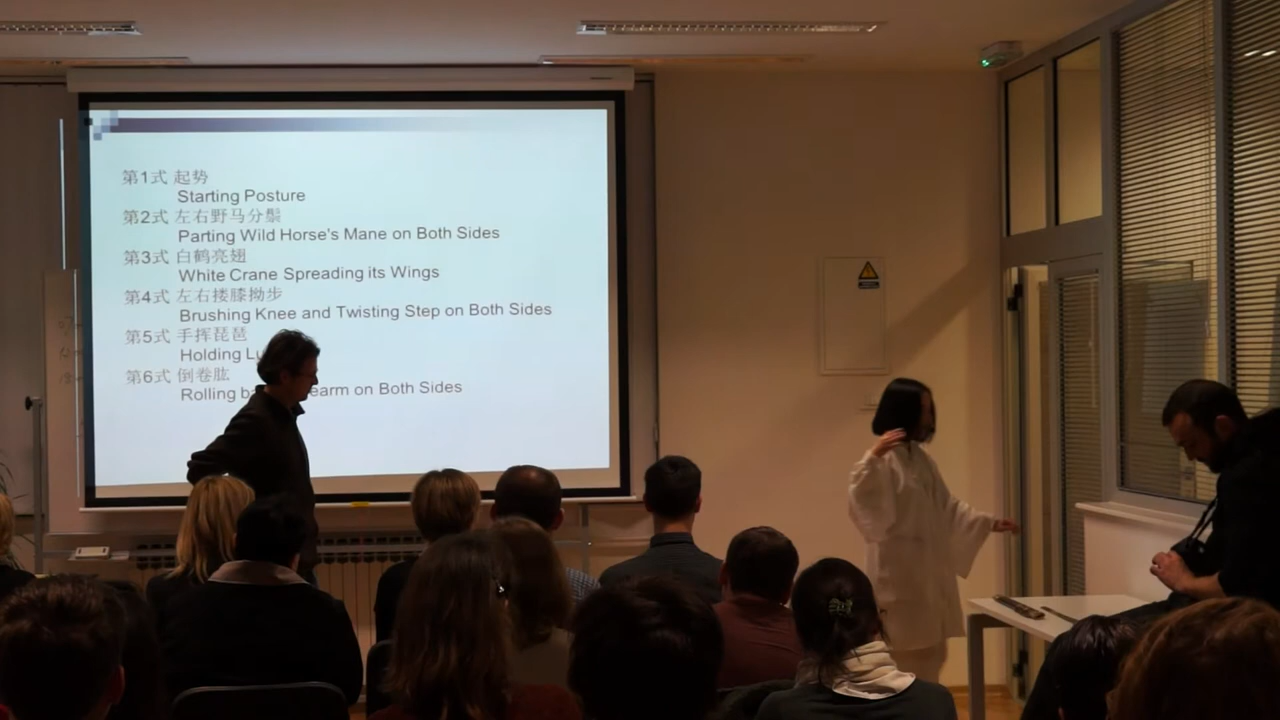 第1式 起势
Starting Posture
第2式 左右野马分鬃
Parting Wild Horse's Mane on Both Sides
第3式 白鹤亮翅
White Crane Spreading its Wings
第4式 左右搂膝拗步
Brushing Knee and Twisting Step on Both Sides
第5式 手挥琵琶
Holding
第6式 倒卷肱
Rolling on Both Sides